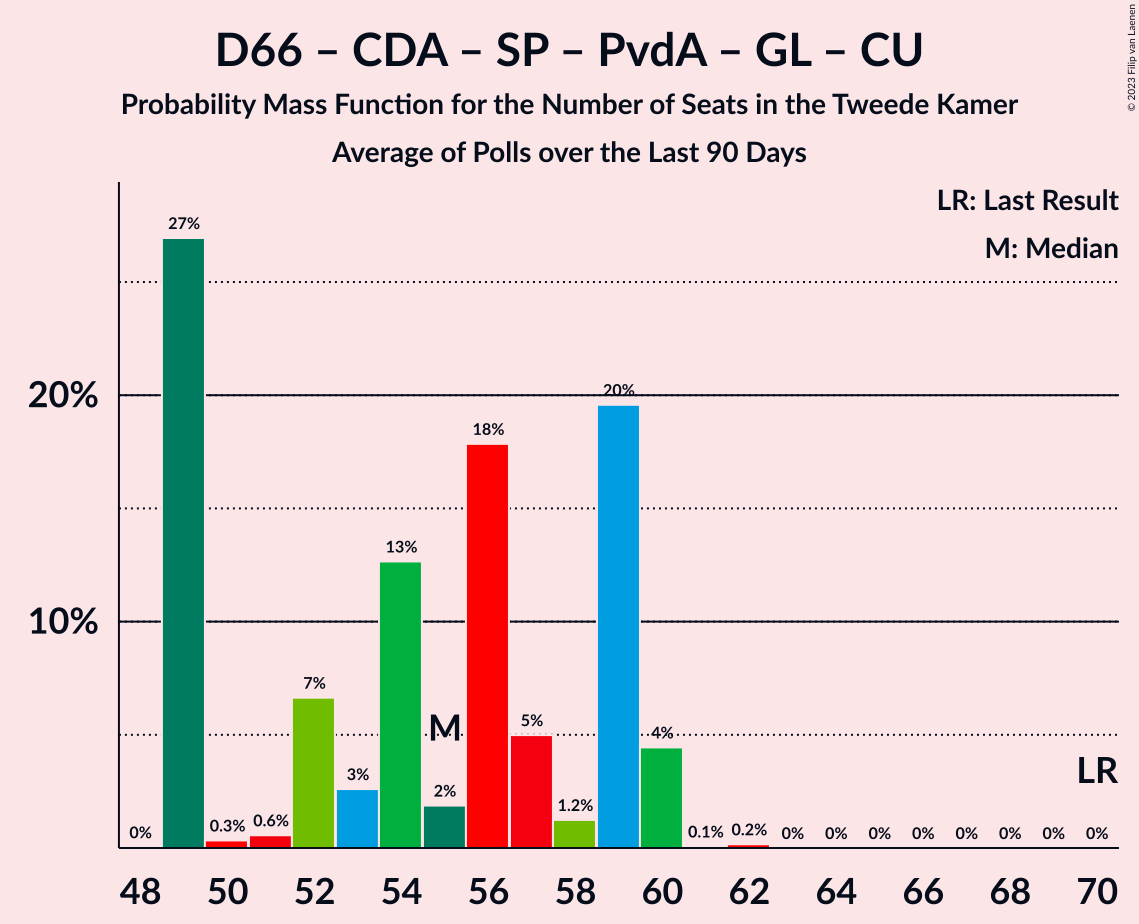 D66 – CDA – SP – PvdA – GL – CU
Probability Mass Function for the Number of Seats in the Tweede Kamer
Average of Polls over the Last 90 Days
© 2023 Filip van Laenen
LR: Last Result
M: Median
20%
10%
0%
27%
0.3%
0.6%
7%
3%
13%
2%
18%
5%
1.2%
20%
4%
0.1%
0.2%
0%
0%
0%
0%
0%
0%
0%
0%
M
LR
48 50 52 54 56 58 60 62 64 66 68 70